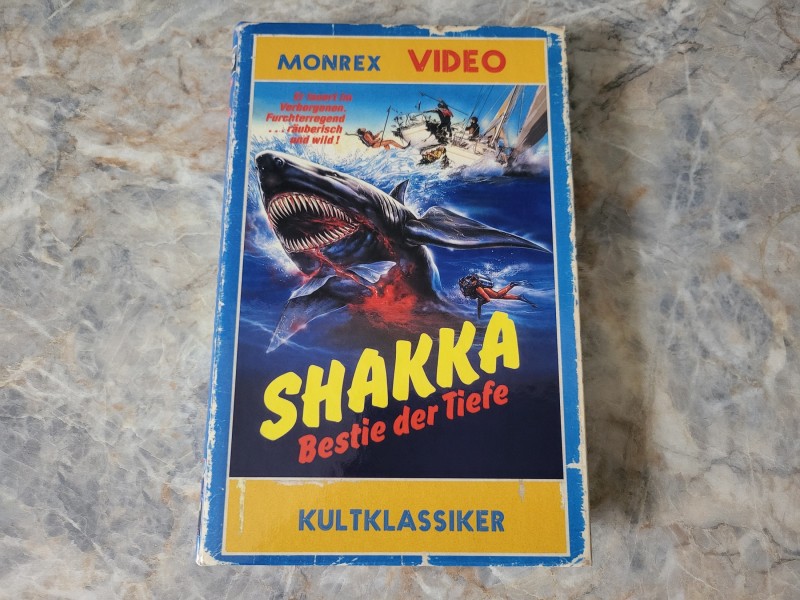 MONREX VIDEO
Er lauert im
Verborgenen.
Furchterregend
...räuberisch
und wild!
SHAKKA
Bestie der Tiefe
KULTKLASSIKER